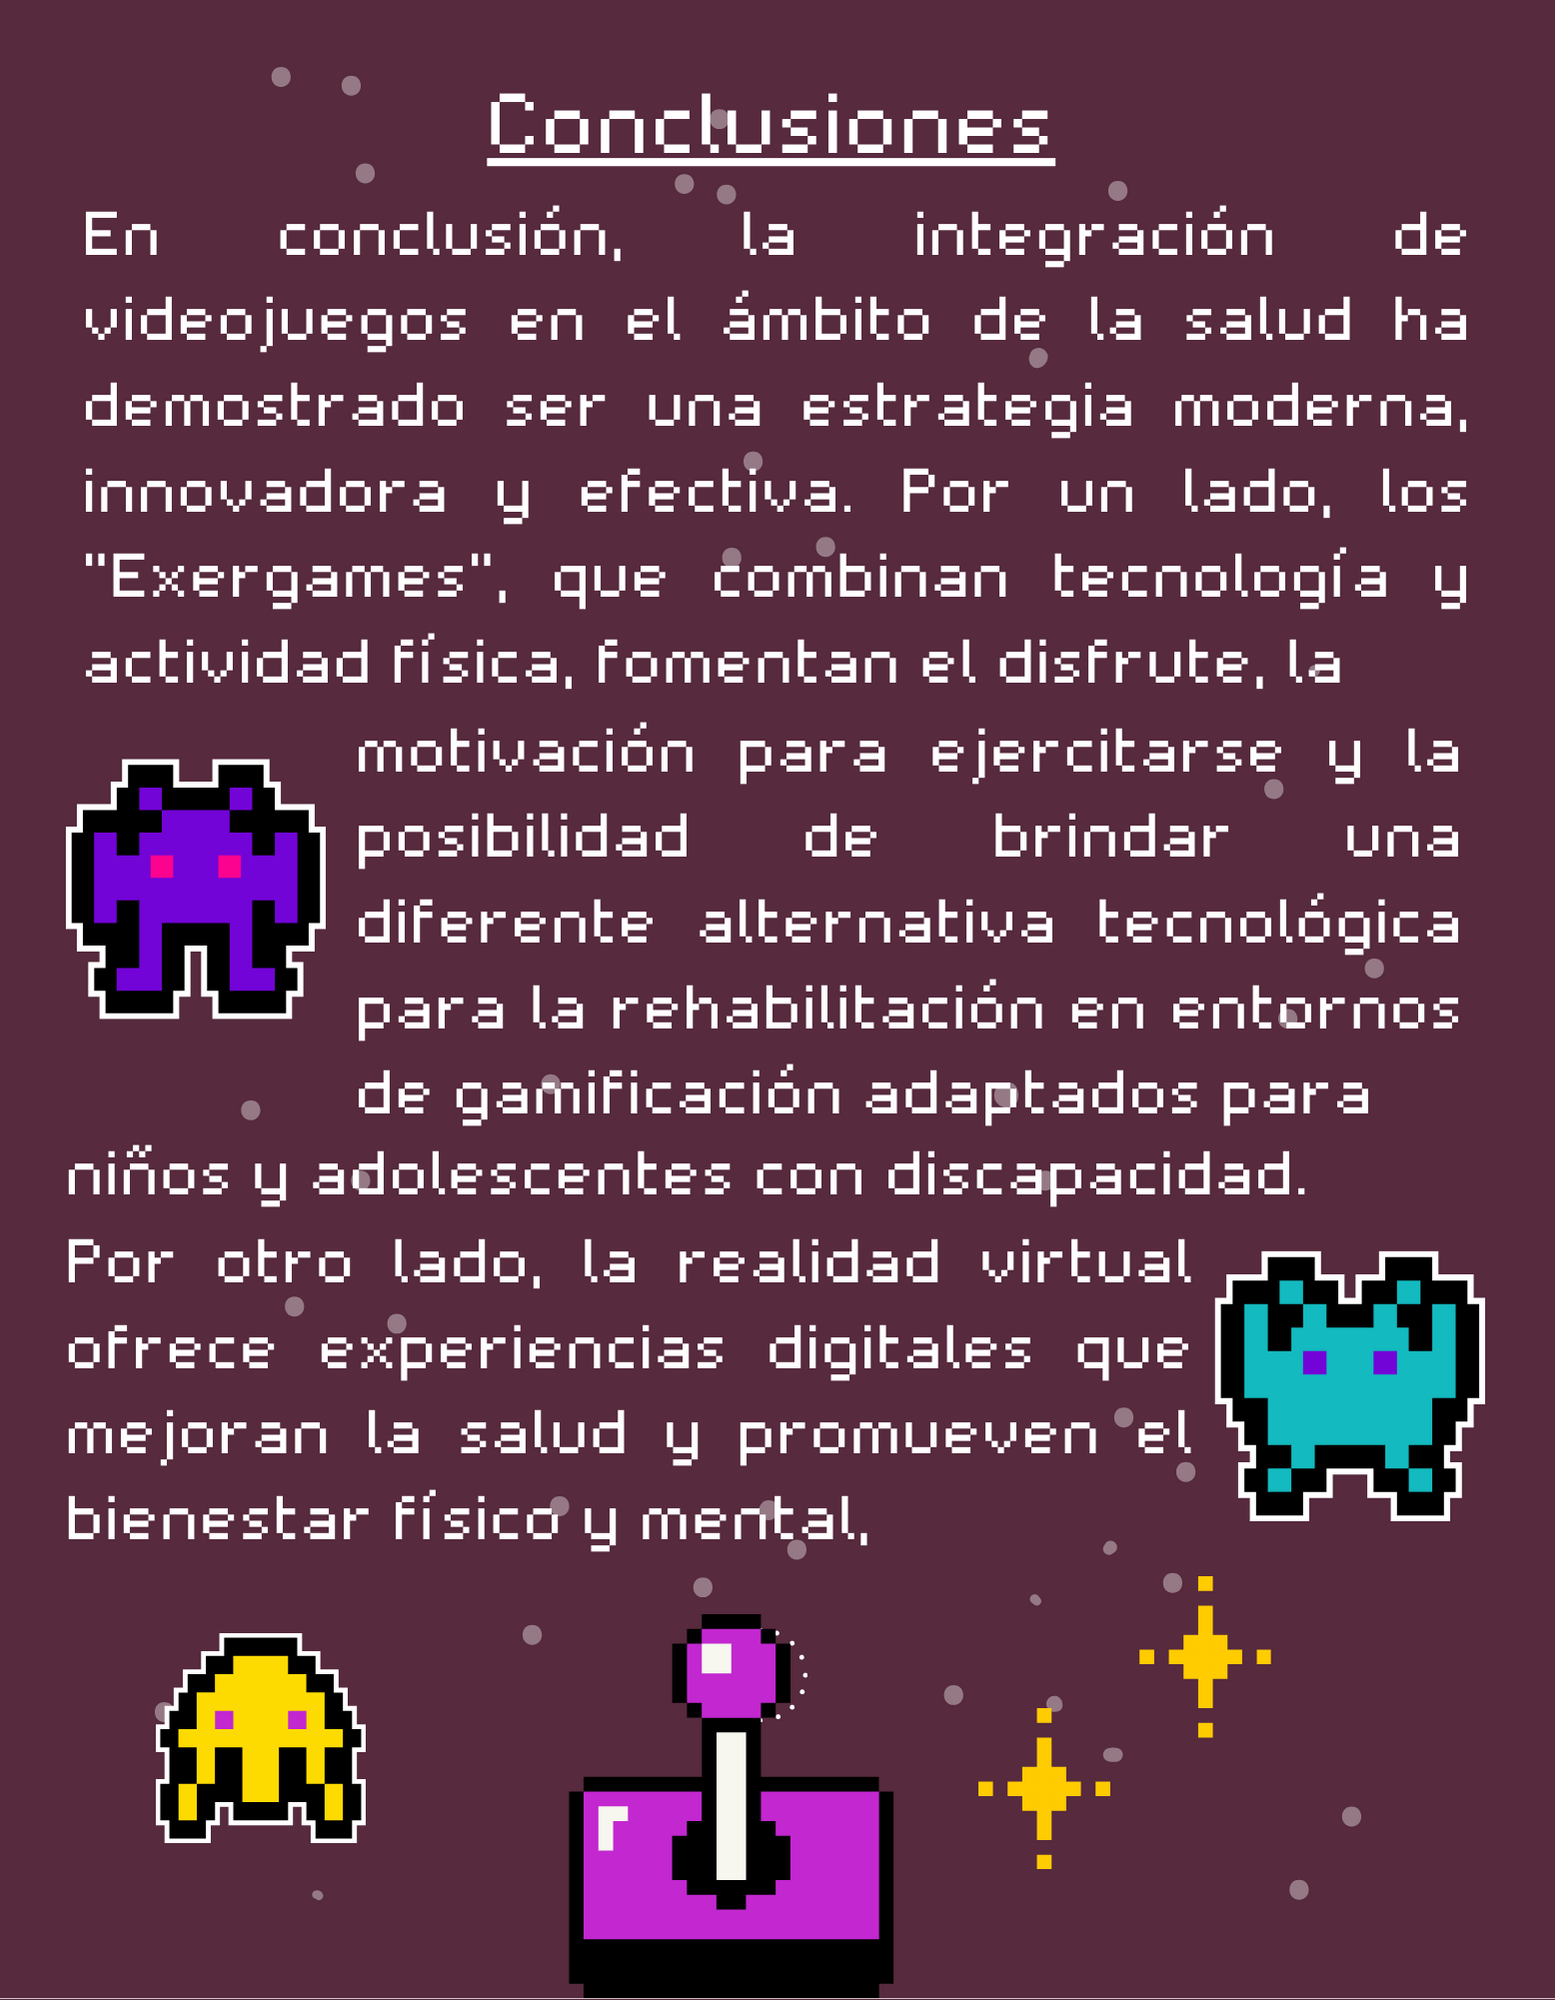 Conclusiones
En conclusión, la integración de
videojuegos en el ámbito de la salud ha
demostrado ser una estrategia moderna,
innovadora y efectiva. Por un lado, los
"Exergames", que combinan tecnología y
actividad física, fomentan el disfrute, la
motivación para ejercitarse y la
posibilidad de brindar una
diferente alternativa tecnológica
para la rehabilitación en entornos
de gamificación adaptados para
niños y adolescentes con discapacidad.
Por otro lado, la realidad virtual
ofrece experiencias digitales que
mejoran la salud y promueven el
bienestar físico y mental,